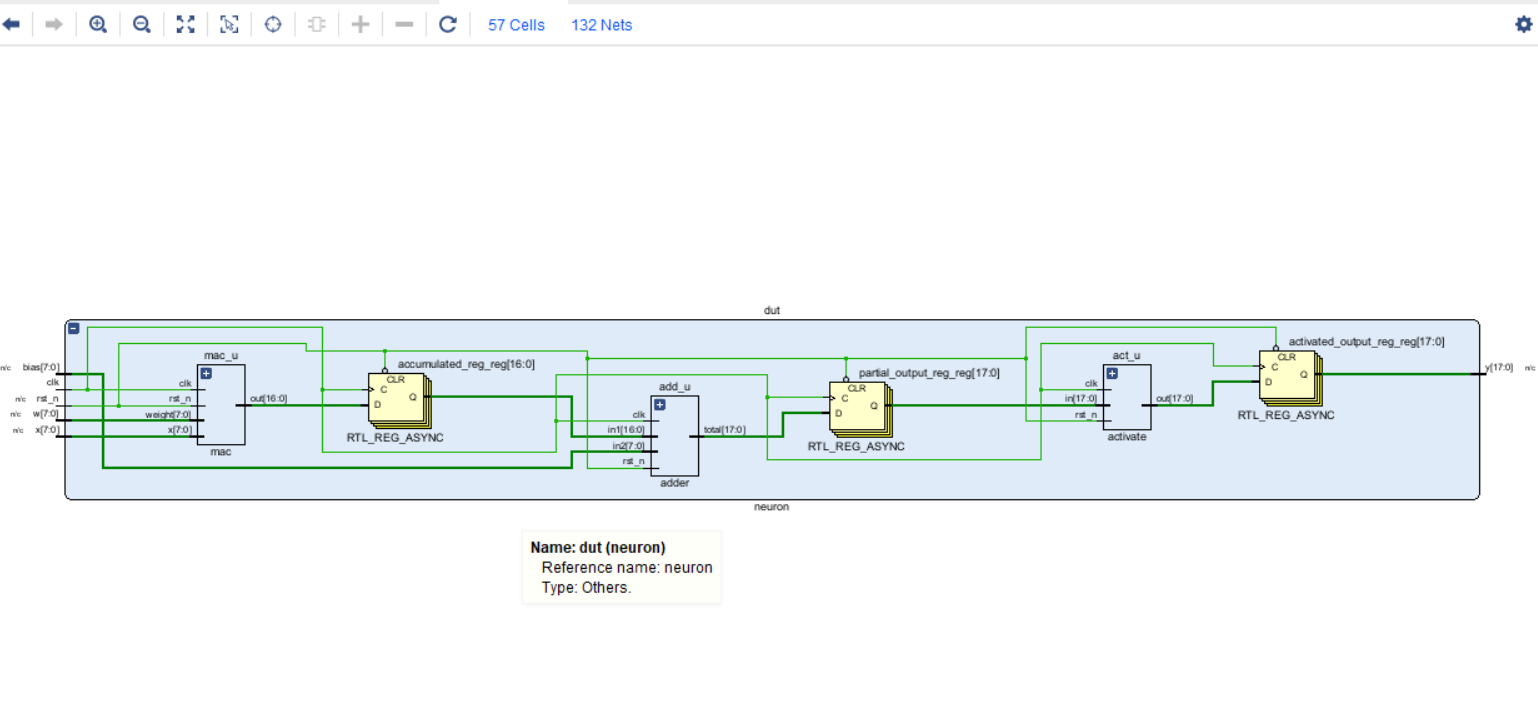 57 Cells 132 Nets
dut
bias[7:0]
clk
rst_n
w[7:0]
x[7:0]
n/c
n/c
n/c
n/c
mac_u
clk
rst_n
weight[7:0]
x[7:0]
out[16:0]
mac
accumulated_reg_reg[16:0]
CLR
C
D
Q
RTL_REG_ASYNC
add_u
clk
in1[16:0]
in2[7:0]
rst_n
total[17:0]
adder
partial_output_reg_reg[17:0]
CLR
C
D
Q
RTL_REG_ASYNC
act_u
clk
in[17:0]
rst_n
out[17:0]
activate
activated_output_reg_reg[17:0]
CLR
C
D
Q
RTL_REG_ASYNC
y[17:0] n/c
neuron
Name: dut (neuron)
Reference name: neuron
Type: Others.